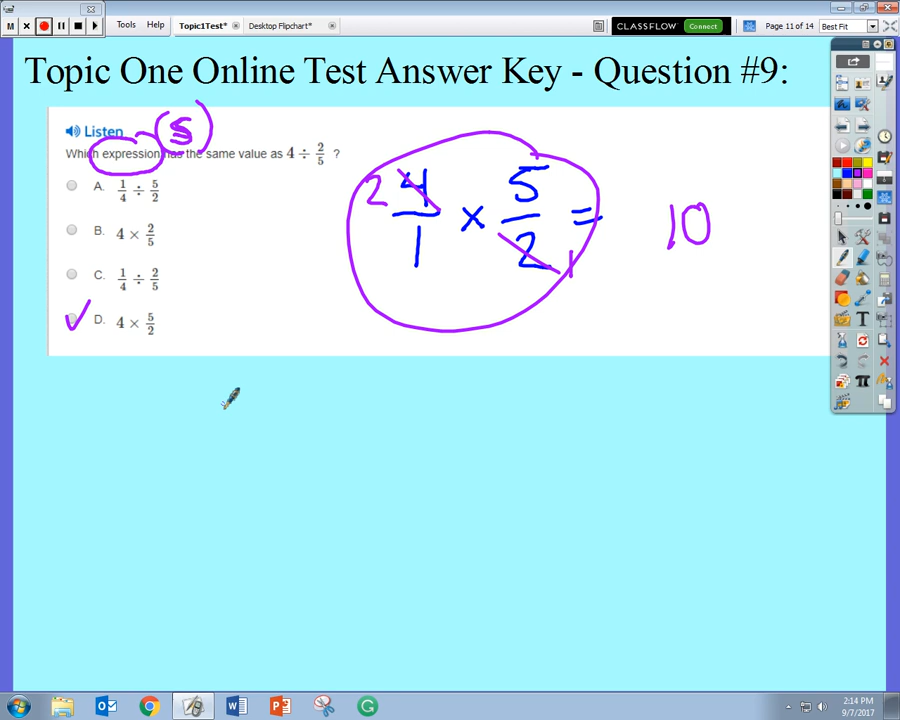 M
Tools Help Topic1Test* Desktop Flipchart* CLASSFLOW Connect Page 11 of 14 Best Fit
Topic One Online Test Answer Key - Question #9:
Listen (s)
Which expression has the same value as 4 ÷ 2/5 ?
A. 1/4 ÷ 5/2
B. 4 × 2/5
C. 1/4 ÷ 2/5
D. 4 × 5/2
2 4/1 × 5/2 1 = 10
2:14 PM
9/7/2017